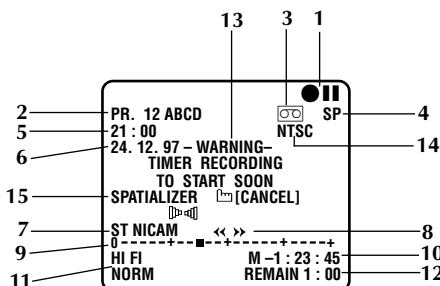 13 3 1
2 PR. 12 ABCD SP 4
5 21 : 00 NTSC
6 24. 12. 97 – WARNING– 14
TIMER RECORDING
TO START SOON
15 SPATIALIZER [CANCEL]
7 ST NICAM 8
9 0 + + + +
HI FI M –1 : 23 : 45 10
11 NORM REMAIN 1 : 00 12